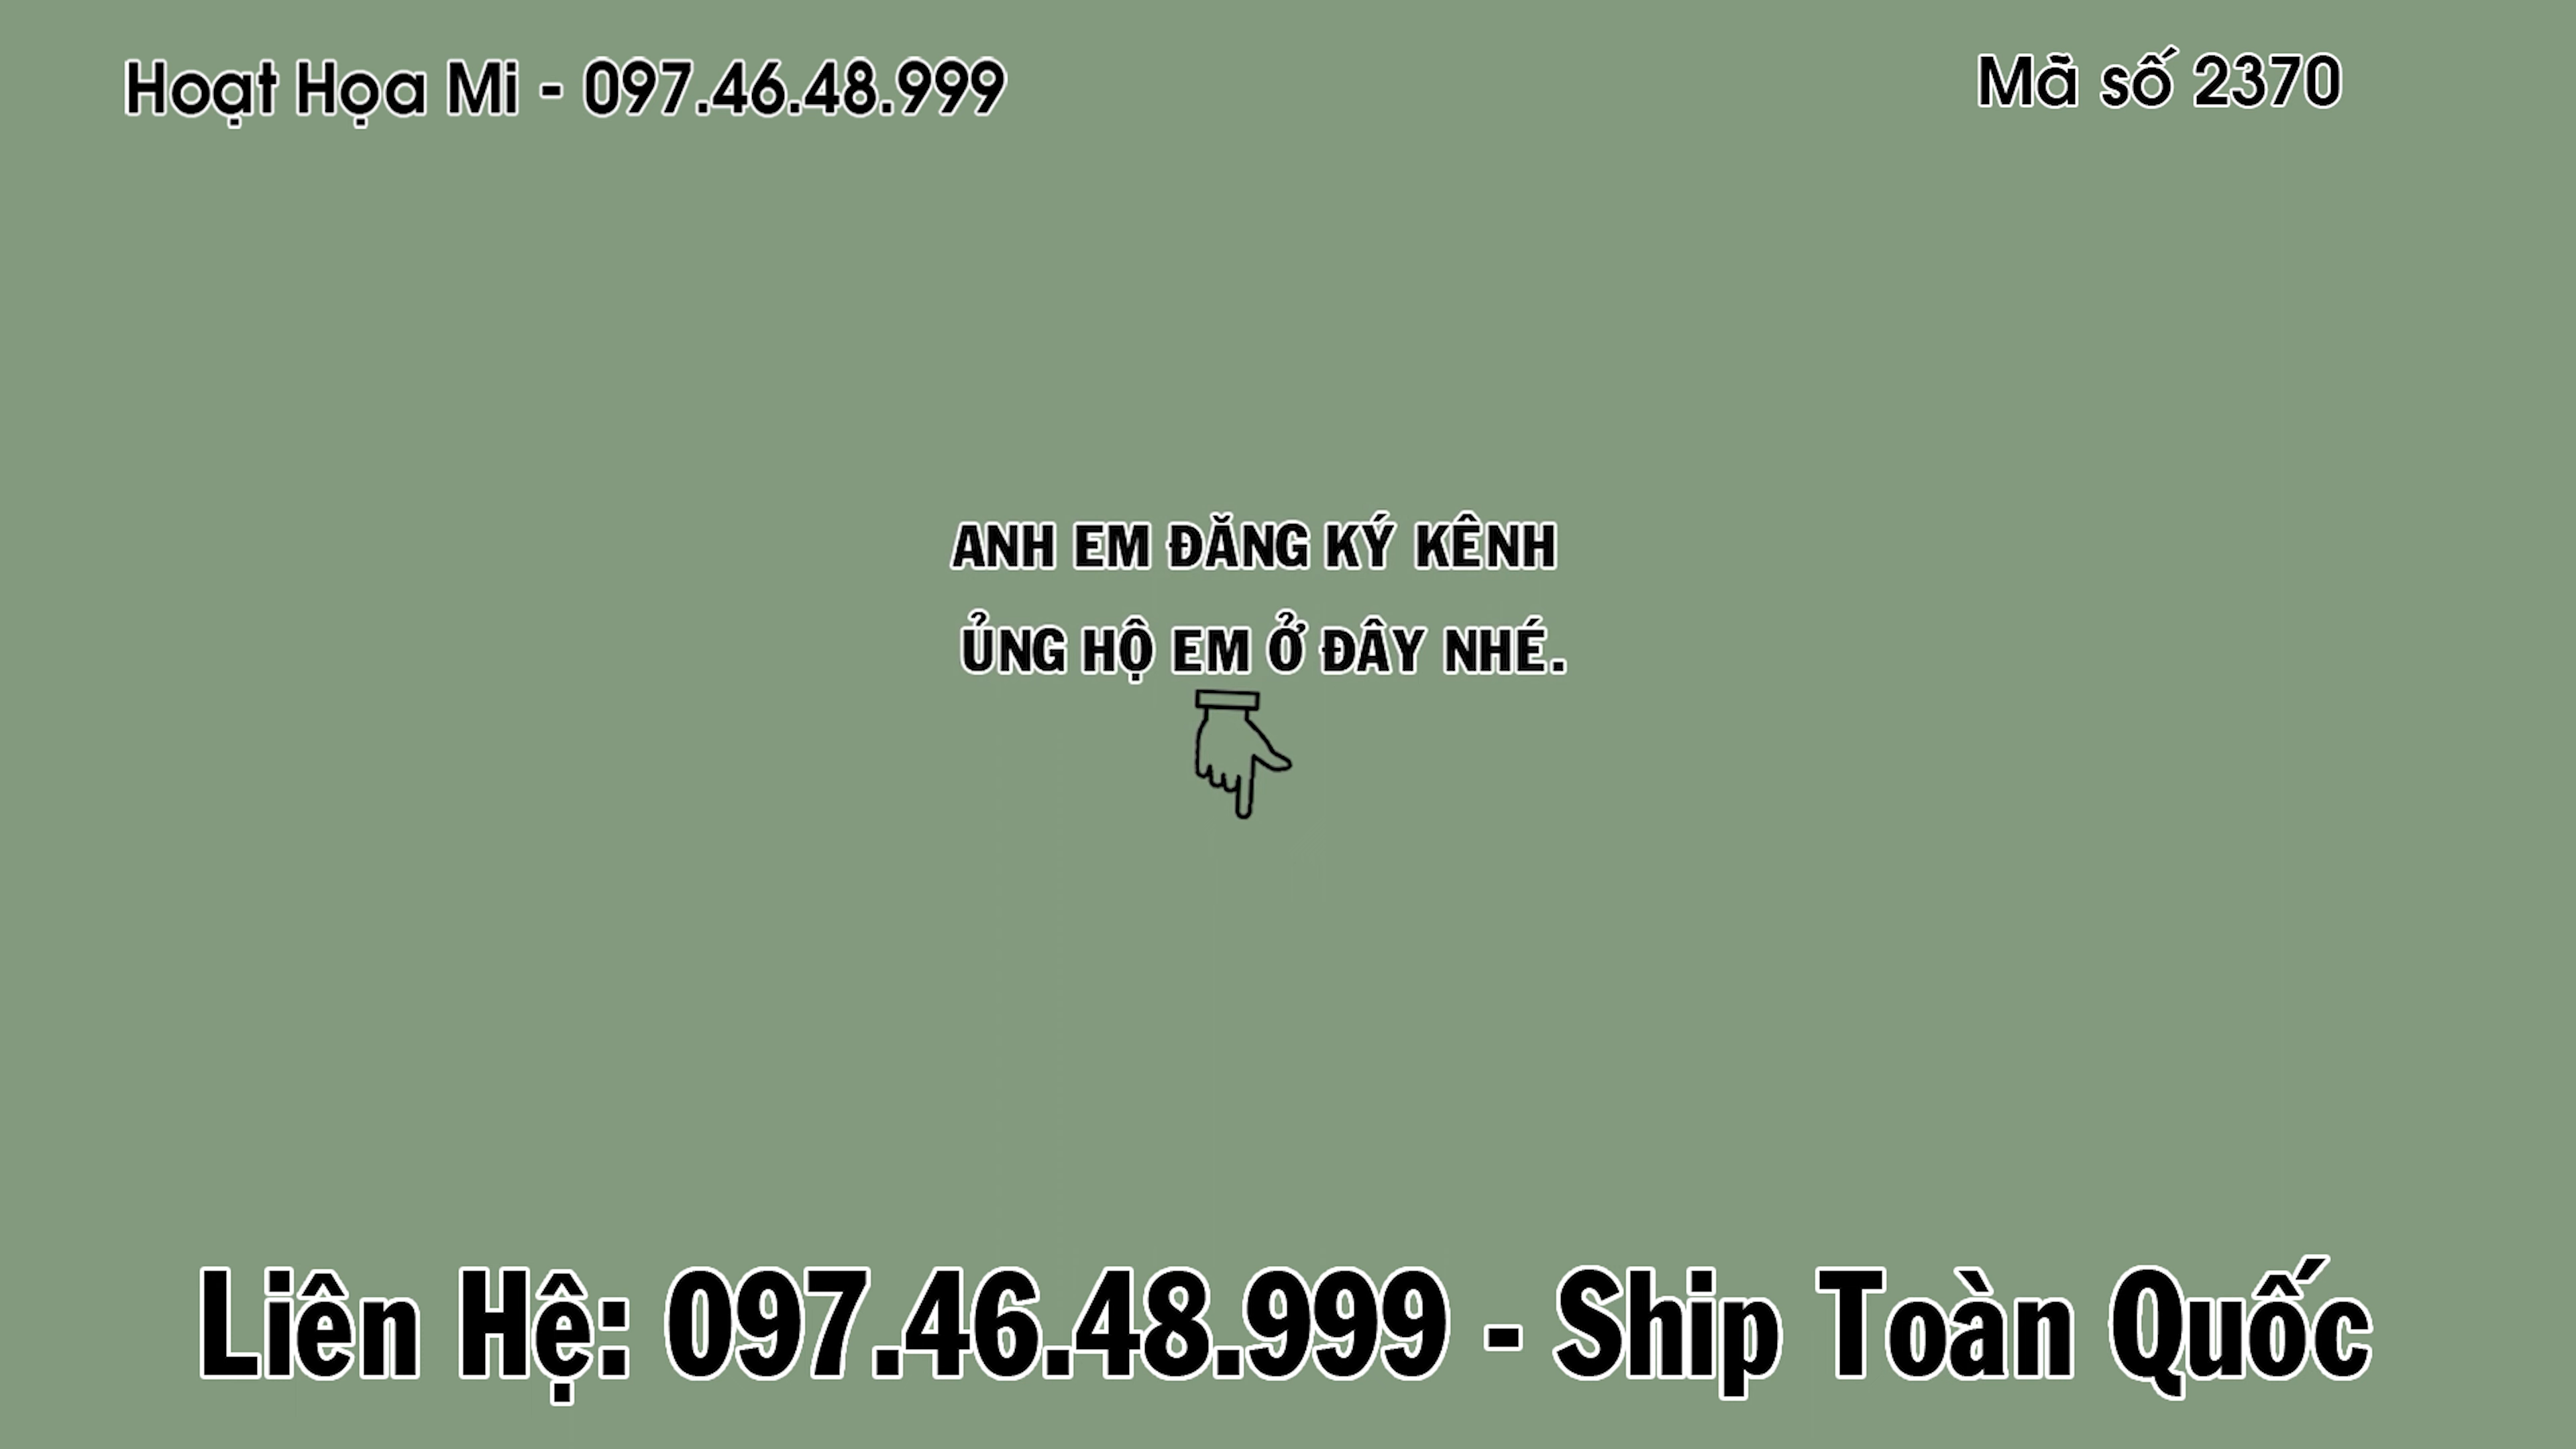 Hoạt Họa Mi - 097.46.48.999
Mã số 2370
ANH EM ĐĂNG KÝ KÊNH
ỦNG HỘ EM Ở ĐÂY NHÉ.
Liên Hệ: 097.46.48.999 - Ship Toàn Quốc